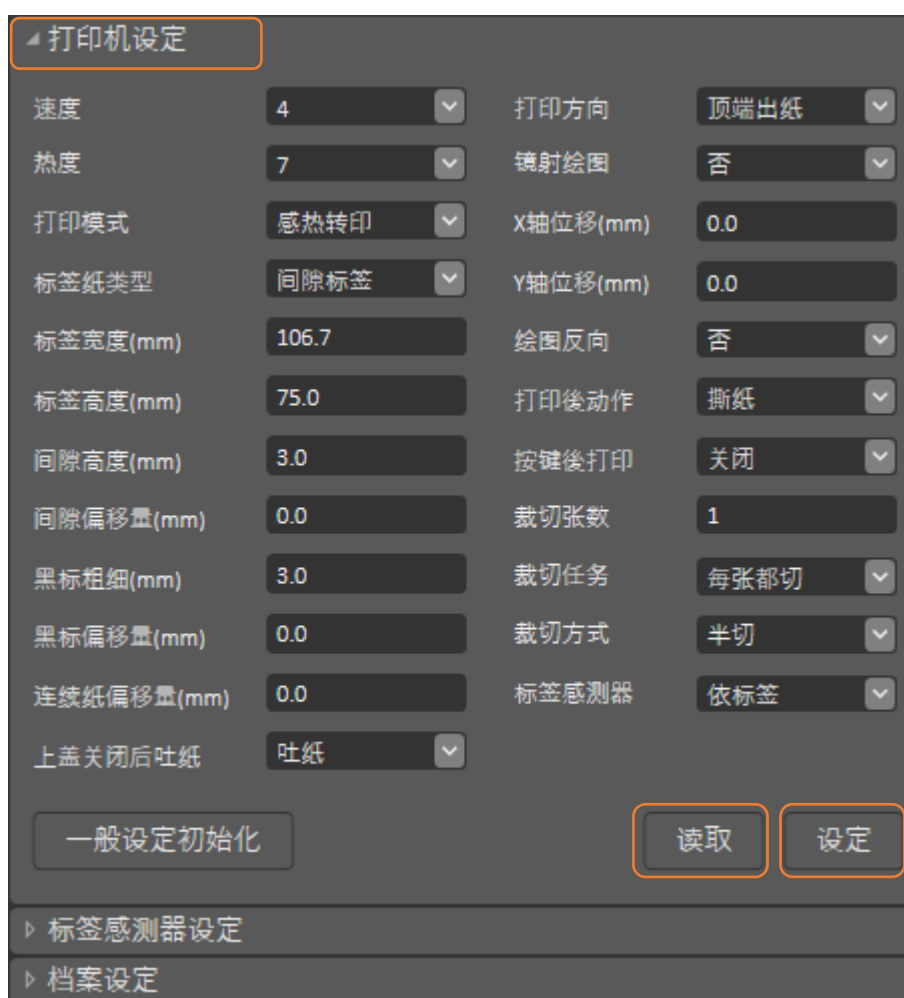 打印机设定
速度 4 打印方向 顶端出纸
热度 7 镜射绘图 否
打印模式 感热转印 X轴位移(mm) 0.0
标签纸类型 间隙标签 Y轴位移(mm) 0.0
标签宽度(mm) 106.7 绘图反向 否
标签高度(mm) 75.0 打印後动作 撕纸
间隙高度(mm) 3.0 按键後打印 关闭
间隙偏移量(mm) 0.0 裁切张数 1
黑标粗细(mm) 3.0 裁切任务 每张都切
黑标偏移量(mm) 0.0 裁切方式 半切
连续纸偏移量(mm) 0.0 标签感测器 依标签
上盖关闭后吐纸 吐纸
一般设定初始化 读取 设定
标签感测器设定
档案设定